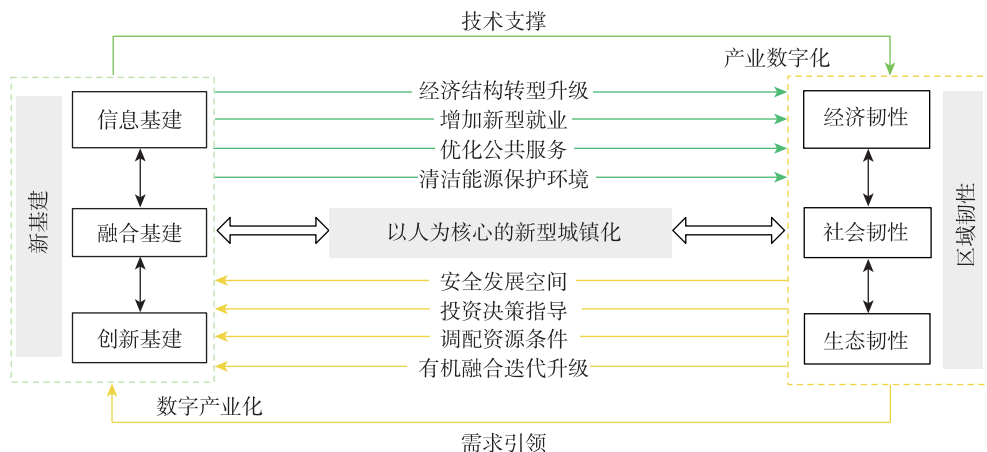 技术支撑
产业数字化
经济结构转型升级
增加新型就业
优化公共服务
清洁能源保护环境
新基建
信息基建
融合基建
创新基建
以人为核心的新型城镇化
经济韧性
社会韧性
生态韧性
区域韧性
安全发展空间
投资决策指导
调配资源条件
有机融合迭代升级
数字产业化
需求引领